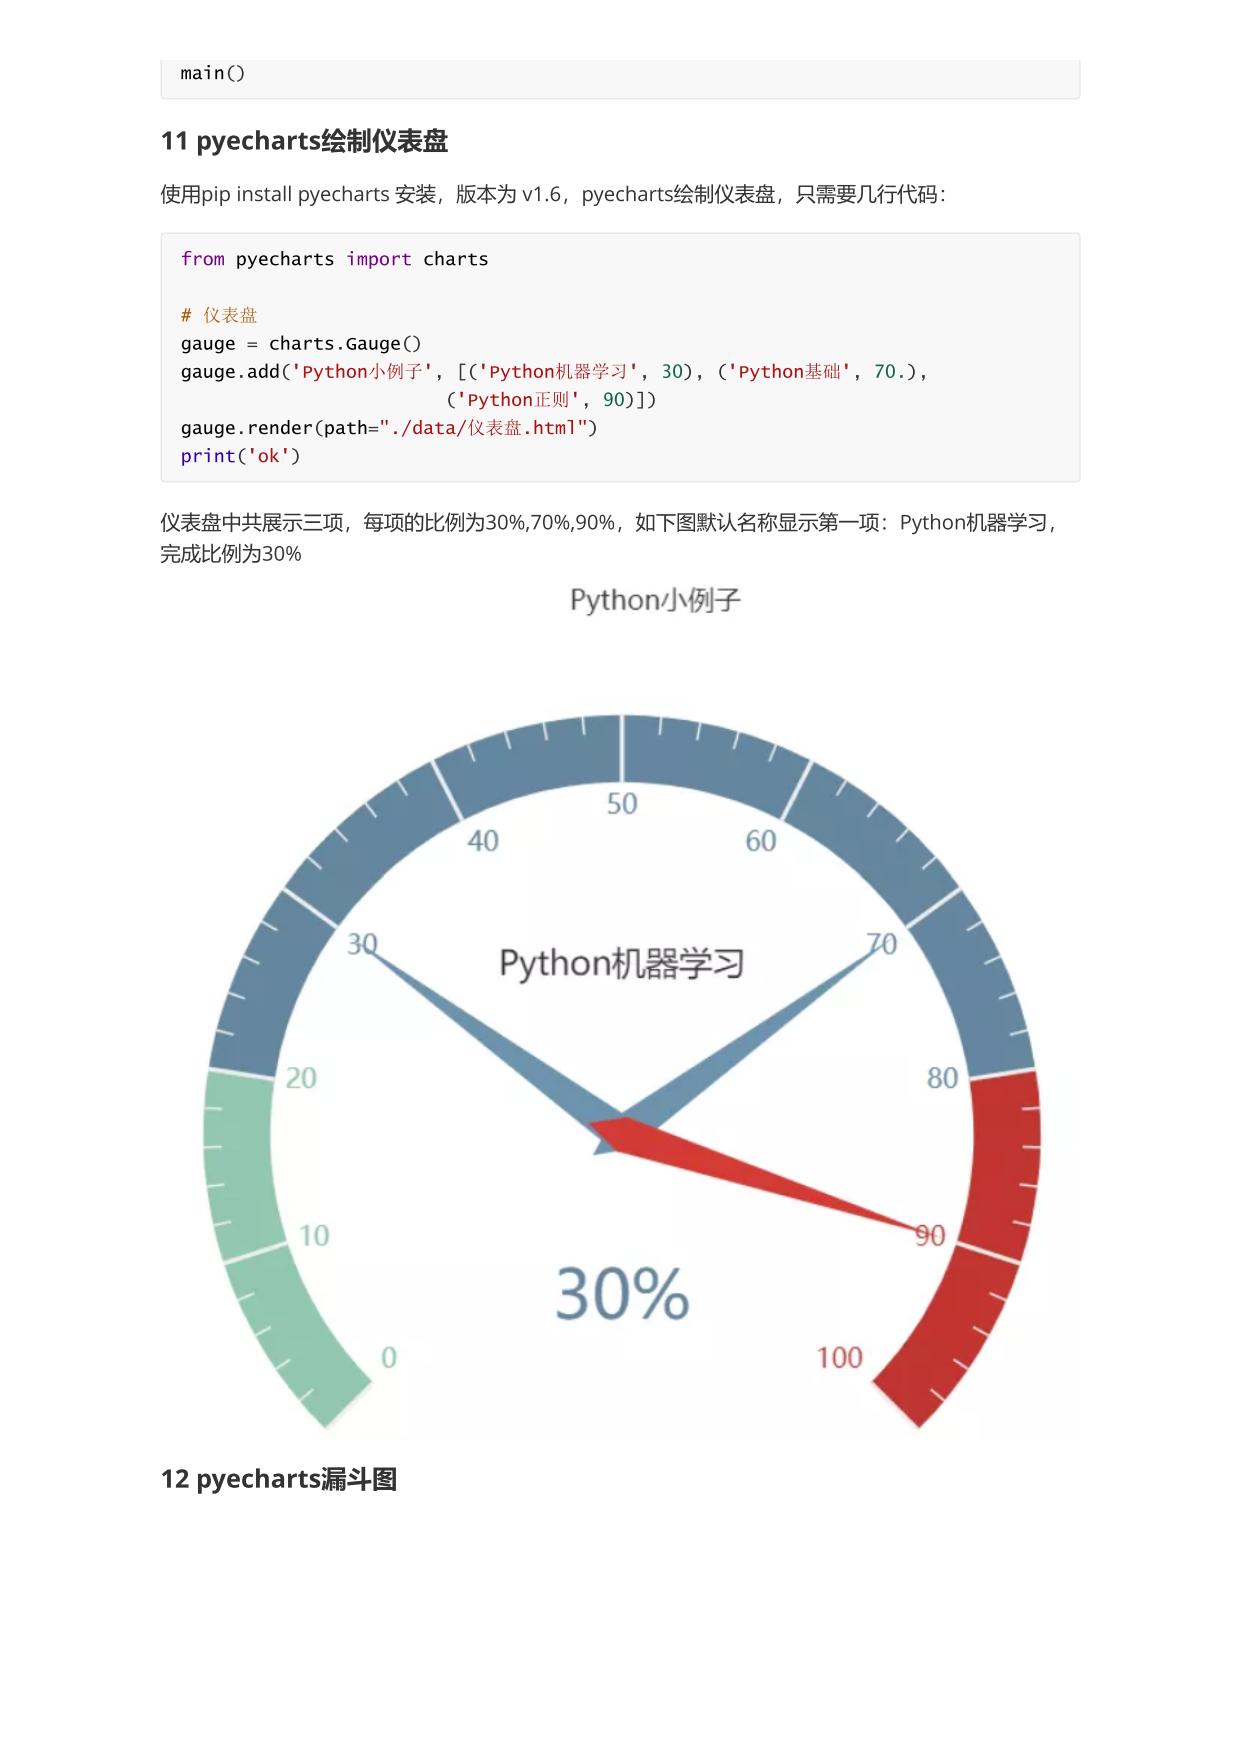 main()
11 pyecharts绘制仪表盘
使用pip install pyecharts 安装，版本为 v1.6，pyecharts绘制仪表盘，只需要几行代码：
from pyecharts import charts
# 仪表盘
gauge = charts.Gauge()
gauge.add('Python小例子', [('Python机器学习', 30), ('Python基础', 70.),
('Python正则', 90)])
gauge.render(path="./data/仪表盘.html")
print('ok')
仪表盘中共展示三项，每项的比例为30%,70%,90%，如下图默认名称显示第一项：Python机器学习，
完成比例为30%
Python小例子
50
40
60
30
70
Python机器学习
20
80
10
90
30%
0
100
12 pyecharts漏斗图